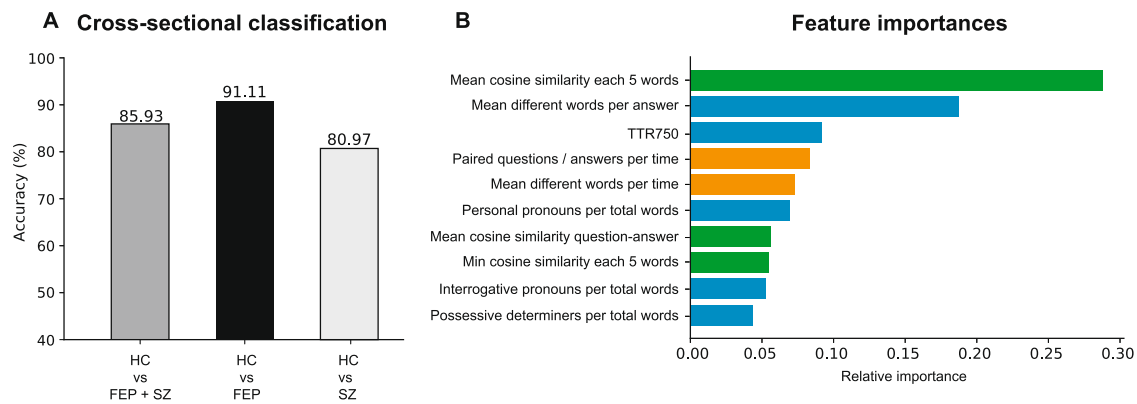 A Cross-sectional classification
100
90
80
70
60
50
40
Accuracy (%)
85.93
91.11
80.97
HC
vs
FEP + SZ
HC
vs
FEP
HC
vs
SZ
B Feature importances
Mean cosine similarity each 5 words
Mean different words per answer
TTR750
Paired questions / answers per time
Mean different words per time
Personal pronouns per total words
Mean cosine similarity question-answer
Min cosine similarity each 5 words
Interrogative pronouns per total words
Possessive determiners per total words
0.00 0.05 0.10 0.15 0.20 0.25 0.30
Relative importance